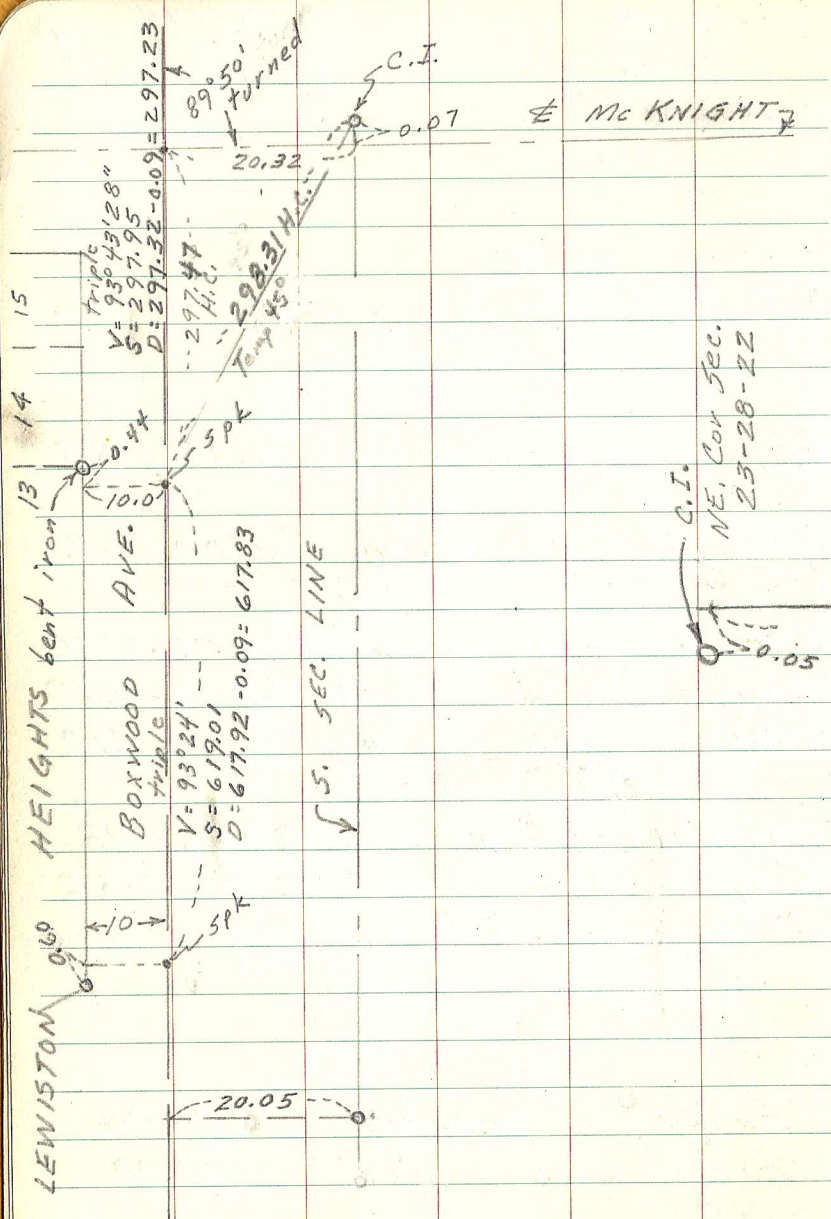 C.I.
0.07
℄ Mc KNIGHT
89°50'
turned
20.32
triple
V= 93°43'28"
S= 297.95
D= 297.32 -0.09 = 297.23
297.47
H.C.
298.31 H.C.
Temp 45°
15
14
13
0.44
10.0
spk
bent iron
HEIGHTS
LEWISTON
BOXWOOD AVE.
triple
V= 93°24'
S= 619.01
D= 617.92 -0.09= 617.83
S. SEC. LINE
C.I.
NE. Cor Sec.
23-28-22
0.05
0.60
10
spk
20.05